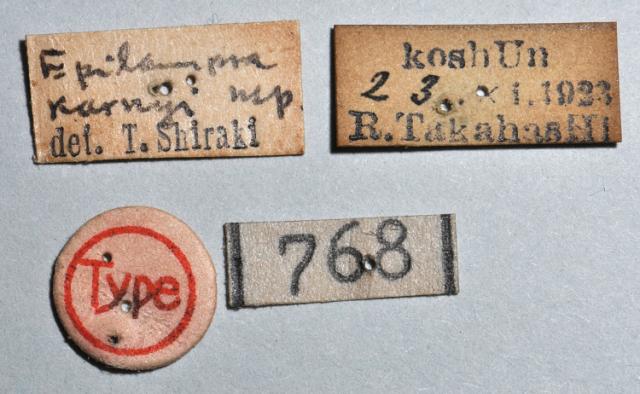 Epilampra
karnyi n.sp.
det. T. Shiraki
koshUn
23. XI. 1923
R. TakahasHi
Type
768